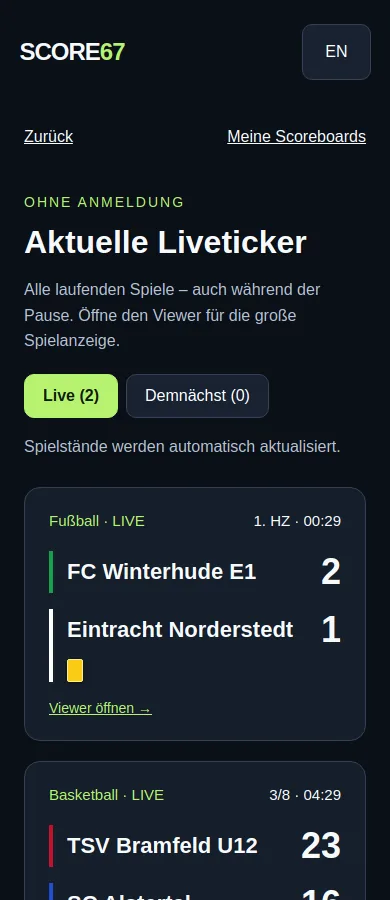 SCORE67
EN
Zurück
Meine Scoreboards
OHNE ANMELDUNG
Aktuelle Liveticker
Alle laufenden Spiele – auch während der
Pause. Öffne den Viewer für die große
Spielanzeige.
Live (2)
Demnächst (0)
Spielstände werden automatisch aktualisiert.
Fußball · LIVE
1. HZ · 00:29
FC Winterhude E1
2
Eintracht Norderstedt
1
Viewer öffnen →
Basketball · LIVE
3/8 · 04:29
TSV Bramfeld U12
23
SC Alstertal
16